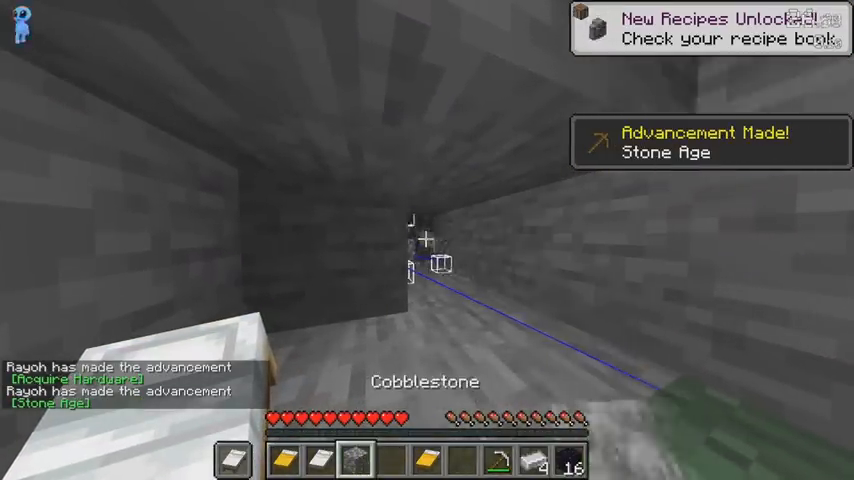 New Recipes Unlocked!
Check your recipe book
Advancement Made!
Stone Age
Rayoh has made the advancement
[Acquire Hardware]
Rayoh has made the advancement
[Stone Age]
Cobblestone
4
16